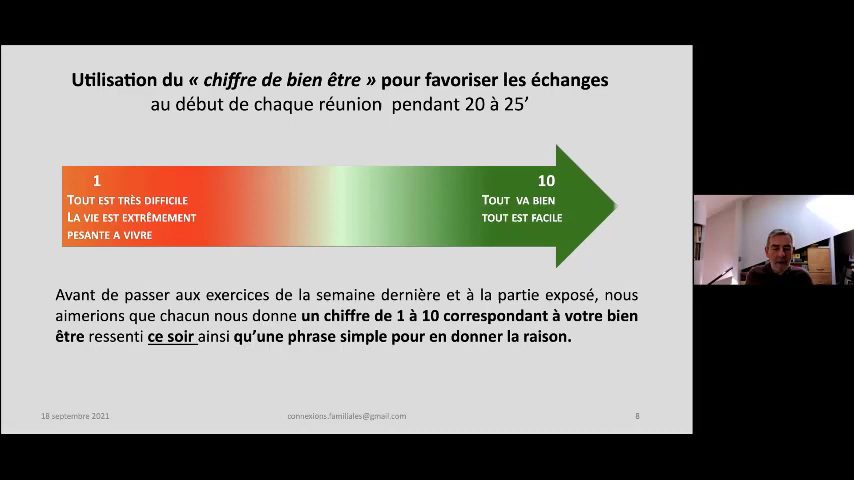 Utilisation du « chiffre de bien être » pour favoriser les échanges
au début de chaque réunion pendant 20 à 25’
1
TOUT EST TRÈS DIFFICILE
LA VIE EST EXTRÊMEMENT
PESANTE A VIVRE
10
TOUT VA BIEN
TOUT EST FACILE
Avant de passer aux exercices de la semaine dernière et à la partie exposé, nous
aimerions que chacun nous donne un chiffre de 1 à 10 correspondant à votre bien
être ressenti ce soir ainsi qu’une phrase simple pour en donner la raison.
18 septembre 2021
connexions.familiales@gmail.com
8